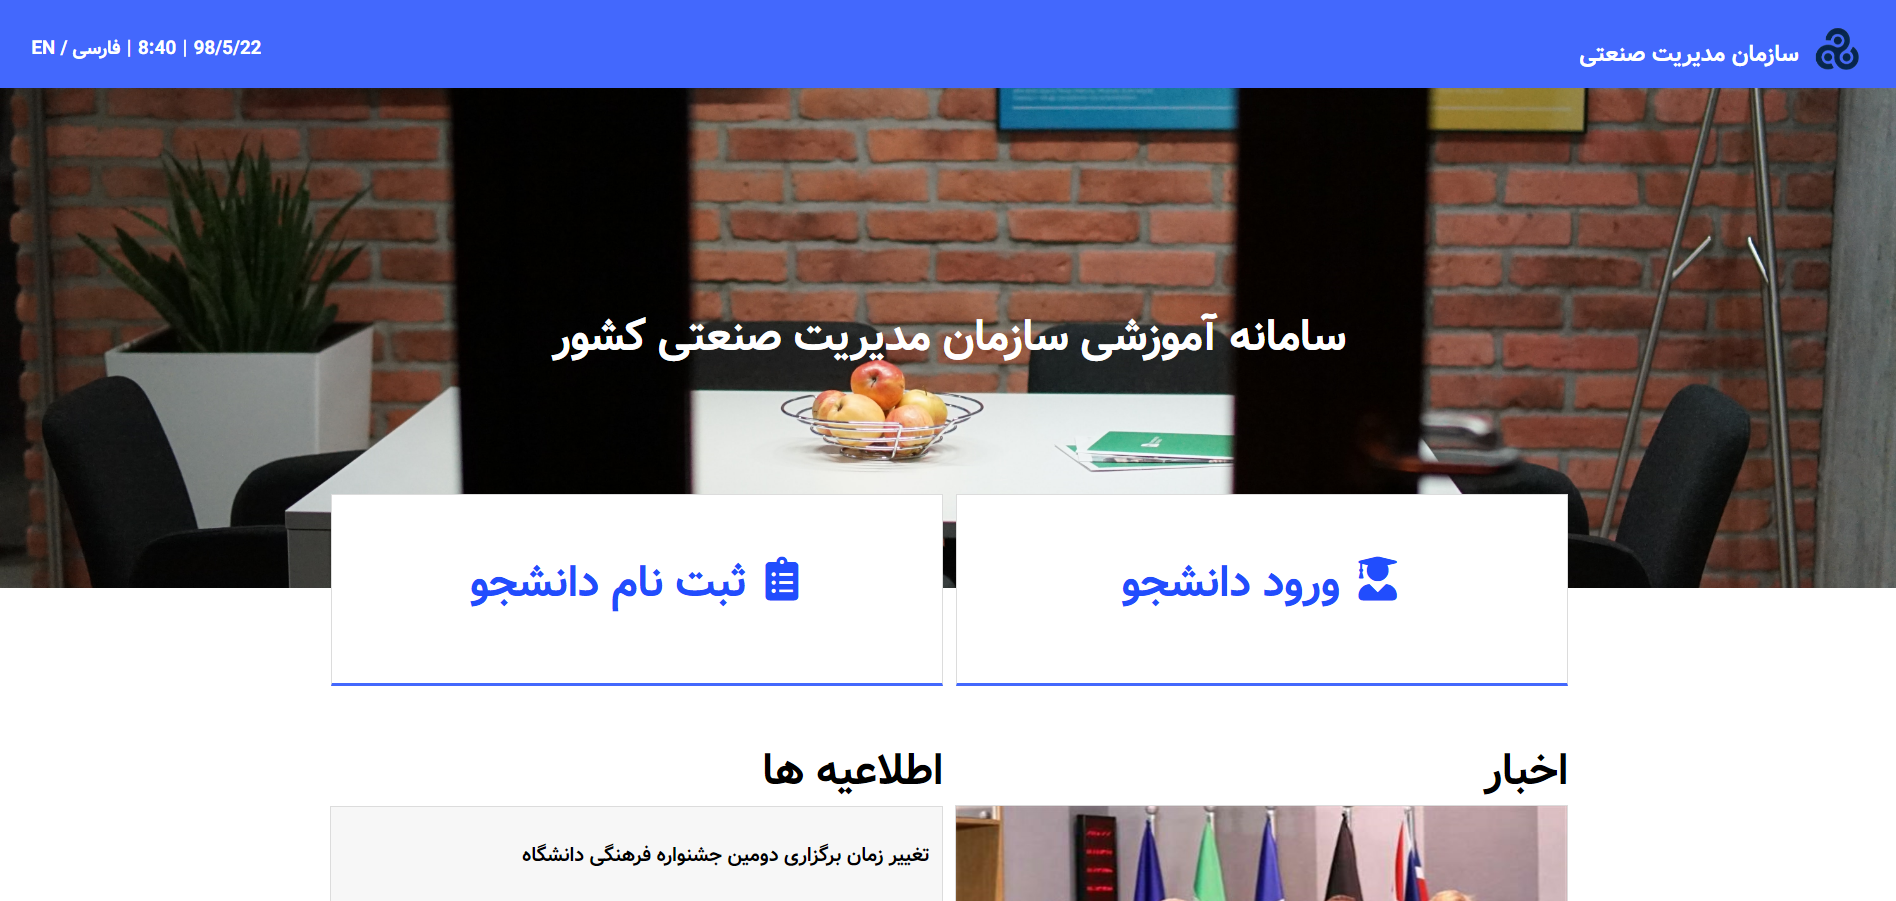 سازمان مدیریت صنعتی
98/5/22 | 8:40 | فارسی / EN
سامانه آموزشی سازمان مدیریت صنعتی کشور
ورود دانشجو
ثبت نام دانشجو
اخبار
اطلاعیه ها
تغییر زمان برگزاری دومین جشنواره فرهنگی دانشگاه